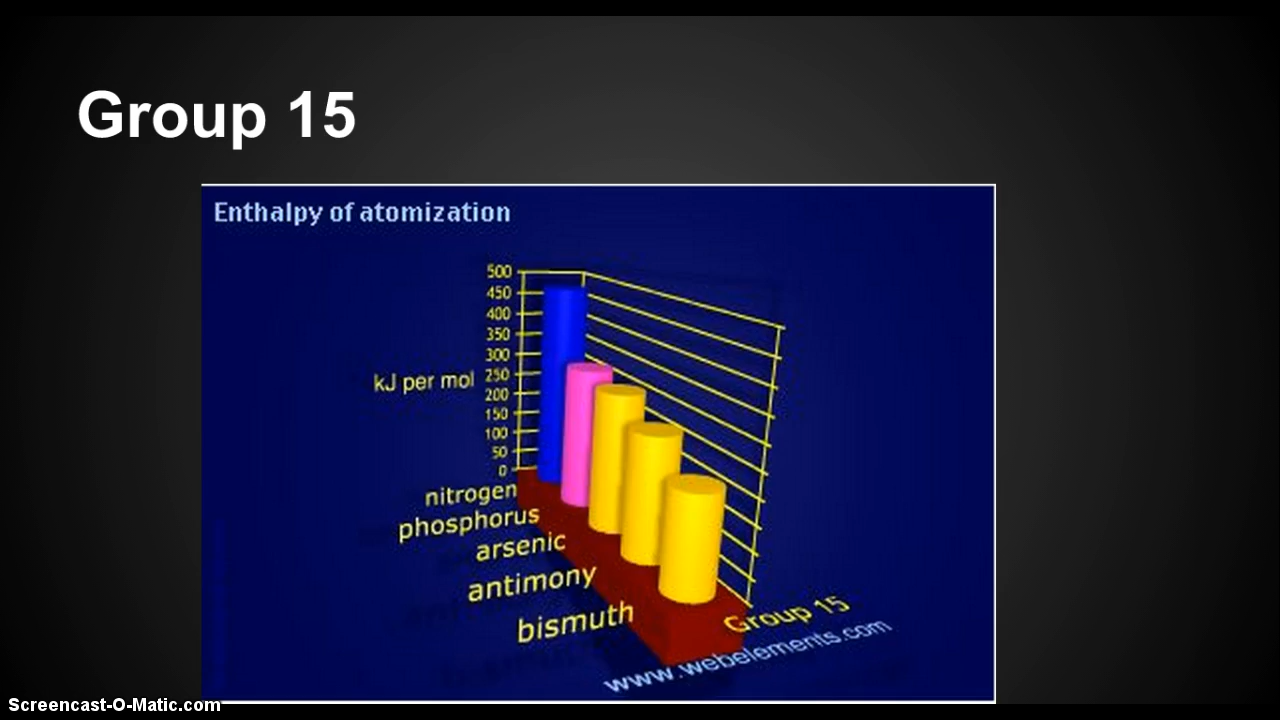 Group 15
Enthalpy of atomization
500
450
400
350
300
250
200
150
100
50
0
kJ per mol
nitrogen
phosphorus
arsenic
antimony
bismuth
Group 15
www.webelements.com
Screencast-O-Matic.com